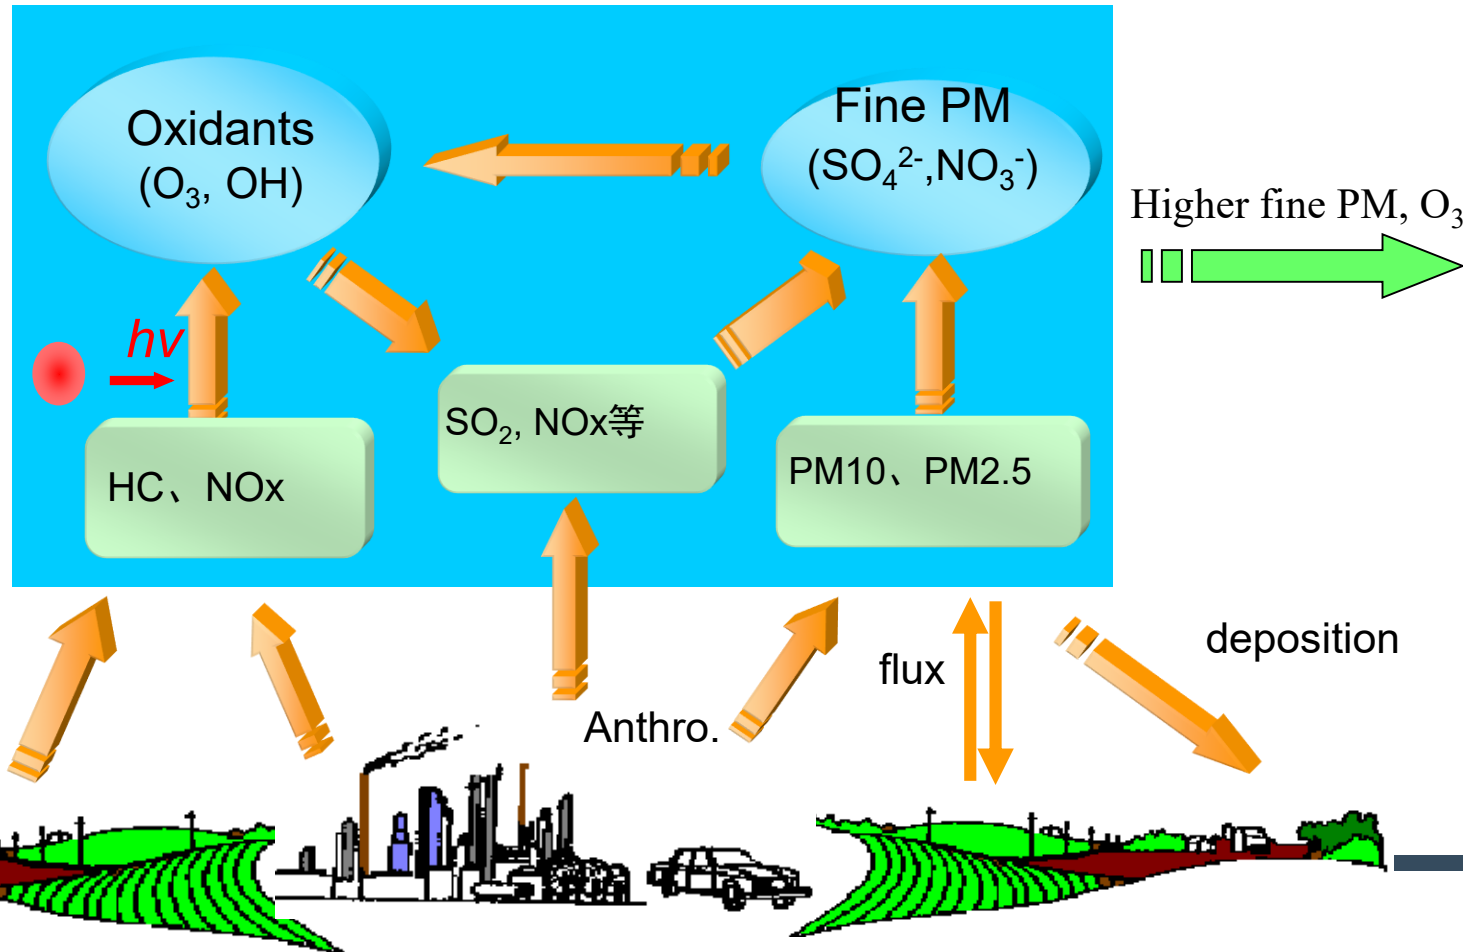 Oxidants
(O₃, OH)
Fine PM
(SO₄²⁻,NO₃⁻)
Higher fine PM, O₃
hv
HC、NOx
SO₂, NOx等
PM10、PM2.5
flux
deposition
Anthro.